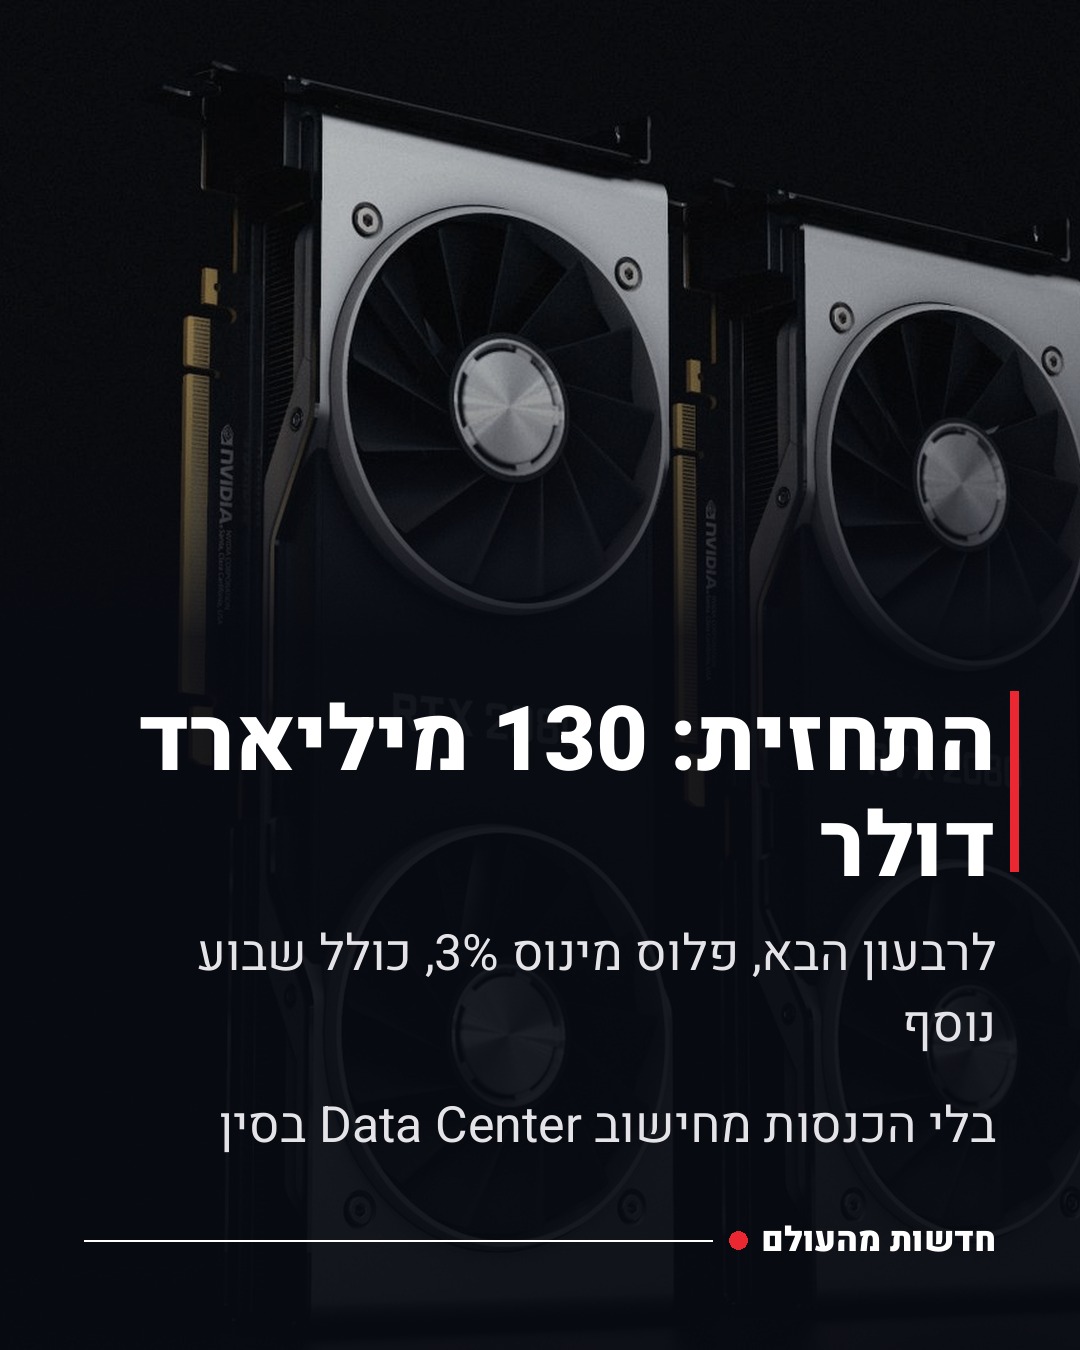 NVIDIA
NVIDIA
התחזית: 130 מיליארד
דולר
לרבעון הבא, פלוס מינוס 3%, כולל שבוע
נוסף
בלי הכנסות מחישוב Data Center בסין
חדשות מהעולם